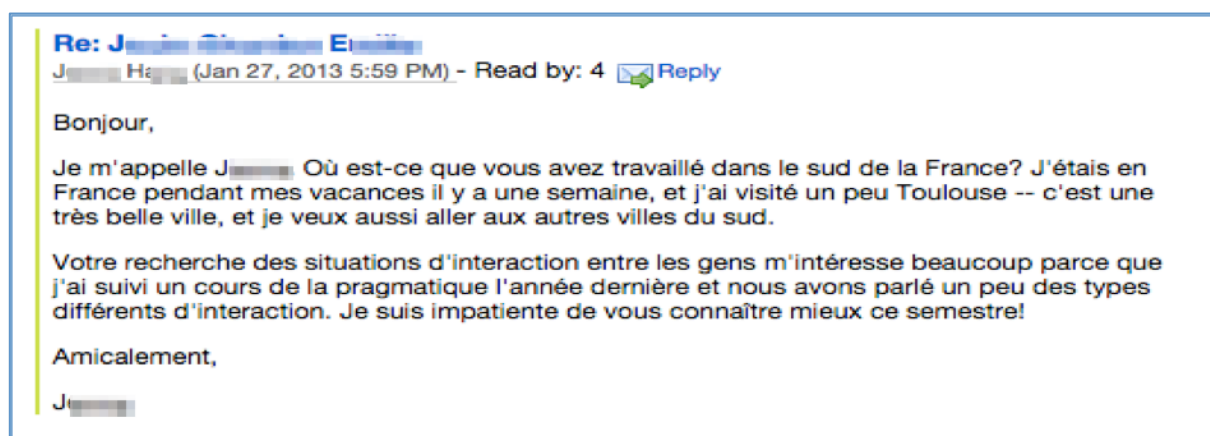 Re: J E
J H (Jan 27, 2013 5:59 PM) - Read by: 4 Reply
Bonjour,
Je m'appelle J Où est-ce que vous avez travaillé dans le sud de la France? J'étais en
France pendant mes vacances il y a une semaine, et j'ai visité un peu Toulouse -- c'est une
très belle ville, et je veux aussi aller aux autres villes du sud.
Votre recherche des situations d'interaction entre les gens m'intéresse beaucoup parce que
j'ai suivi un cours de la pragmatique l'année dernière et nous avons parlé un peu des types
différents d'interaction. Je suis impatiente de vous connaître mieux ce semestre!
Amicalement,
J